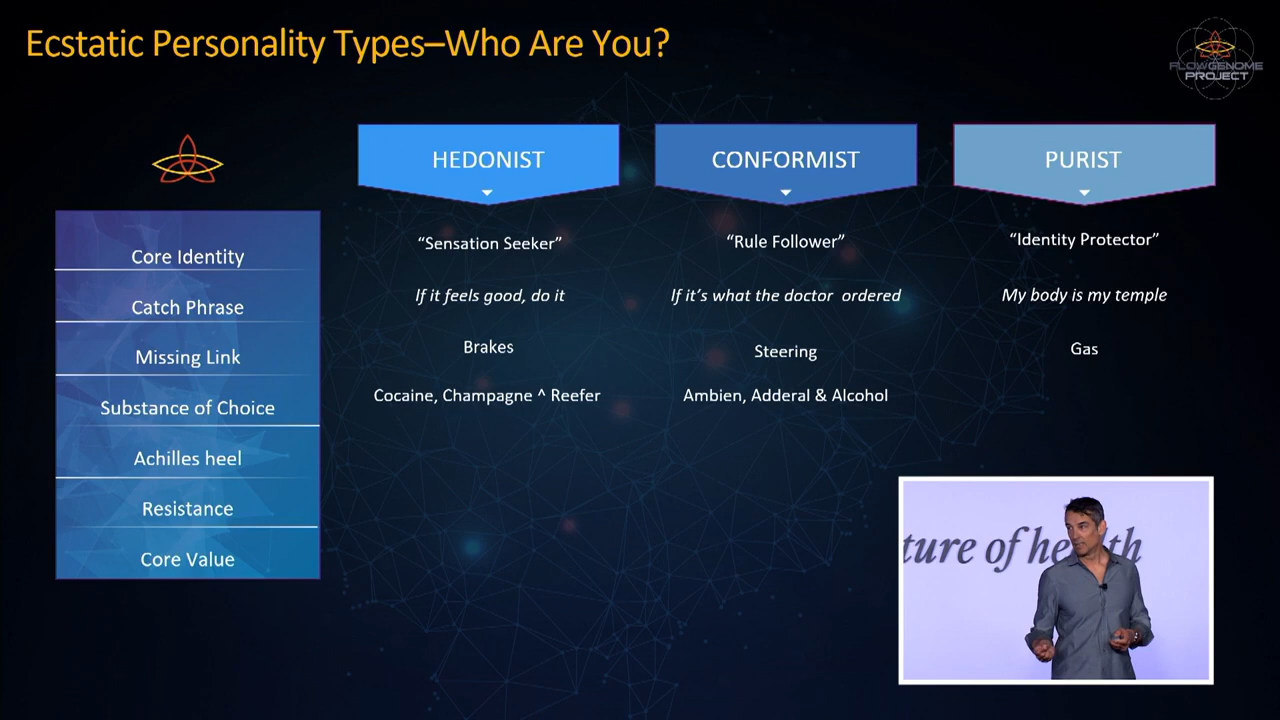 Ecstatic Personality Types–Who Are You?
FLOWGENOME
PROJECT
HEDONIST
CONFORMIST
PURIST
Core Identity
“Sensation Seeker”
“Rule Follower”
“Identity Protector”
Catch Phrase
If it feels good, do it
If it’s what the doctor ordered
My body is my temple
Missing Link
Brakes
Steering
Gas
Substance of Choice
Cocaine, Champagne ^ Reefer
Ambien, Adderal & Alcohol
Achilles heel
Resistance
Core Value
ture of he th